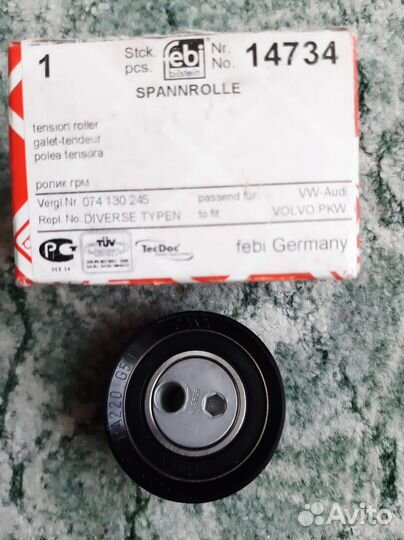 1 Stck. pcs. febi bilstein Nr. No. 14734
SPANNROLLE
tension roller
galet-tendeur
polea tensora
ролик грм
Vergl.Nr 074 130 245 passend für: VW-Audi
Repl. No. DIVERSE TYPEN to fit VOLVO PKW
TÜV TecDoc febi Germany
A220 G5
Avito